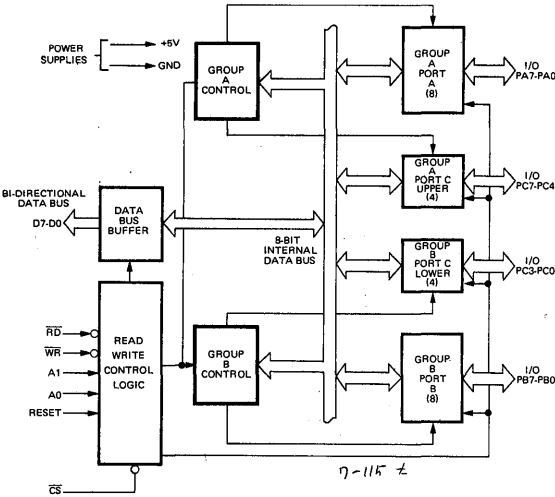 POWER
SUPPLIES
+5V
GND
GROUP
A
CONTROL
GROUP
A
PORT
A
(8)
I/O
PA7-PA0
GROUP
A
PORT C
UPPER
(4)
I/O
PC7-PC4
BI-DIRECTIONAL
DATA BUS
D7-D0
DATA
BUS
BUFFER
8-BIT
INTERNAL
DATA BUS
GROUP
B
PORT C
LOWER
(4)
I/O
PC3-PC0
RD
WR
A1
A0
RESET
CS
READ
WRITE
CONTROL
LOGIC
GROUP
B
CONTROL
GROUP
B
PORT
B
(8)
I/O
PB7-PB0